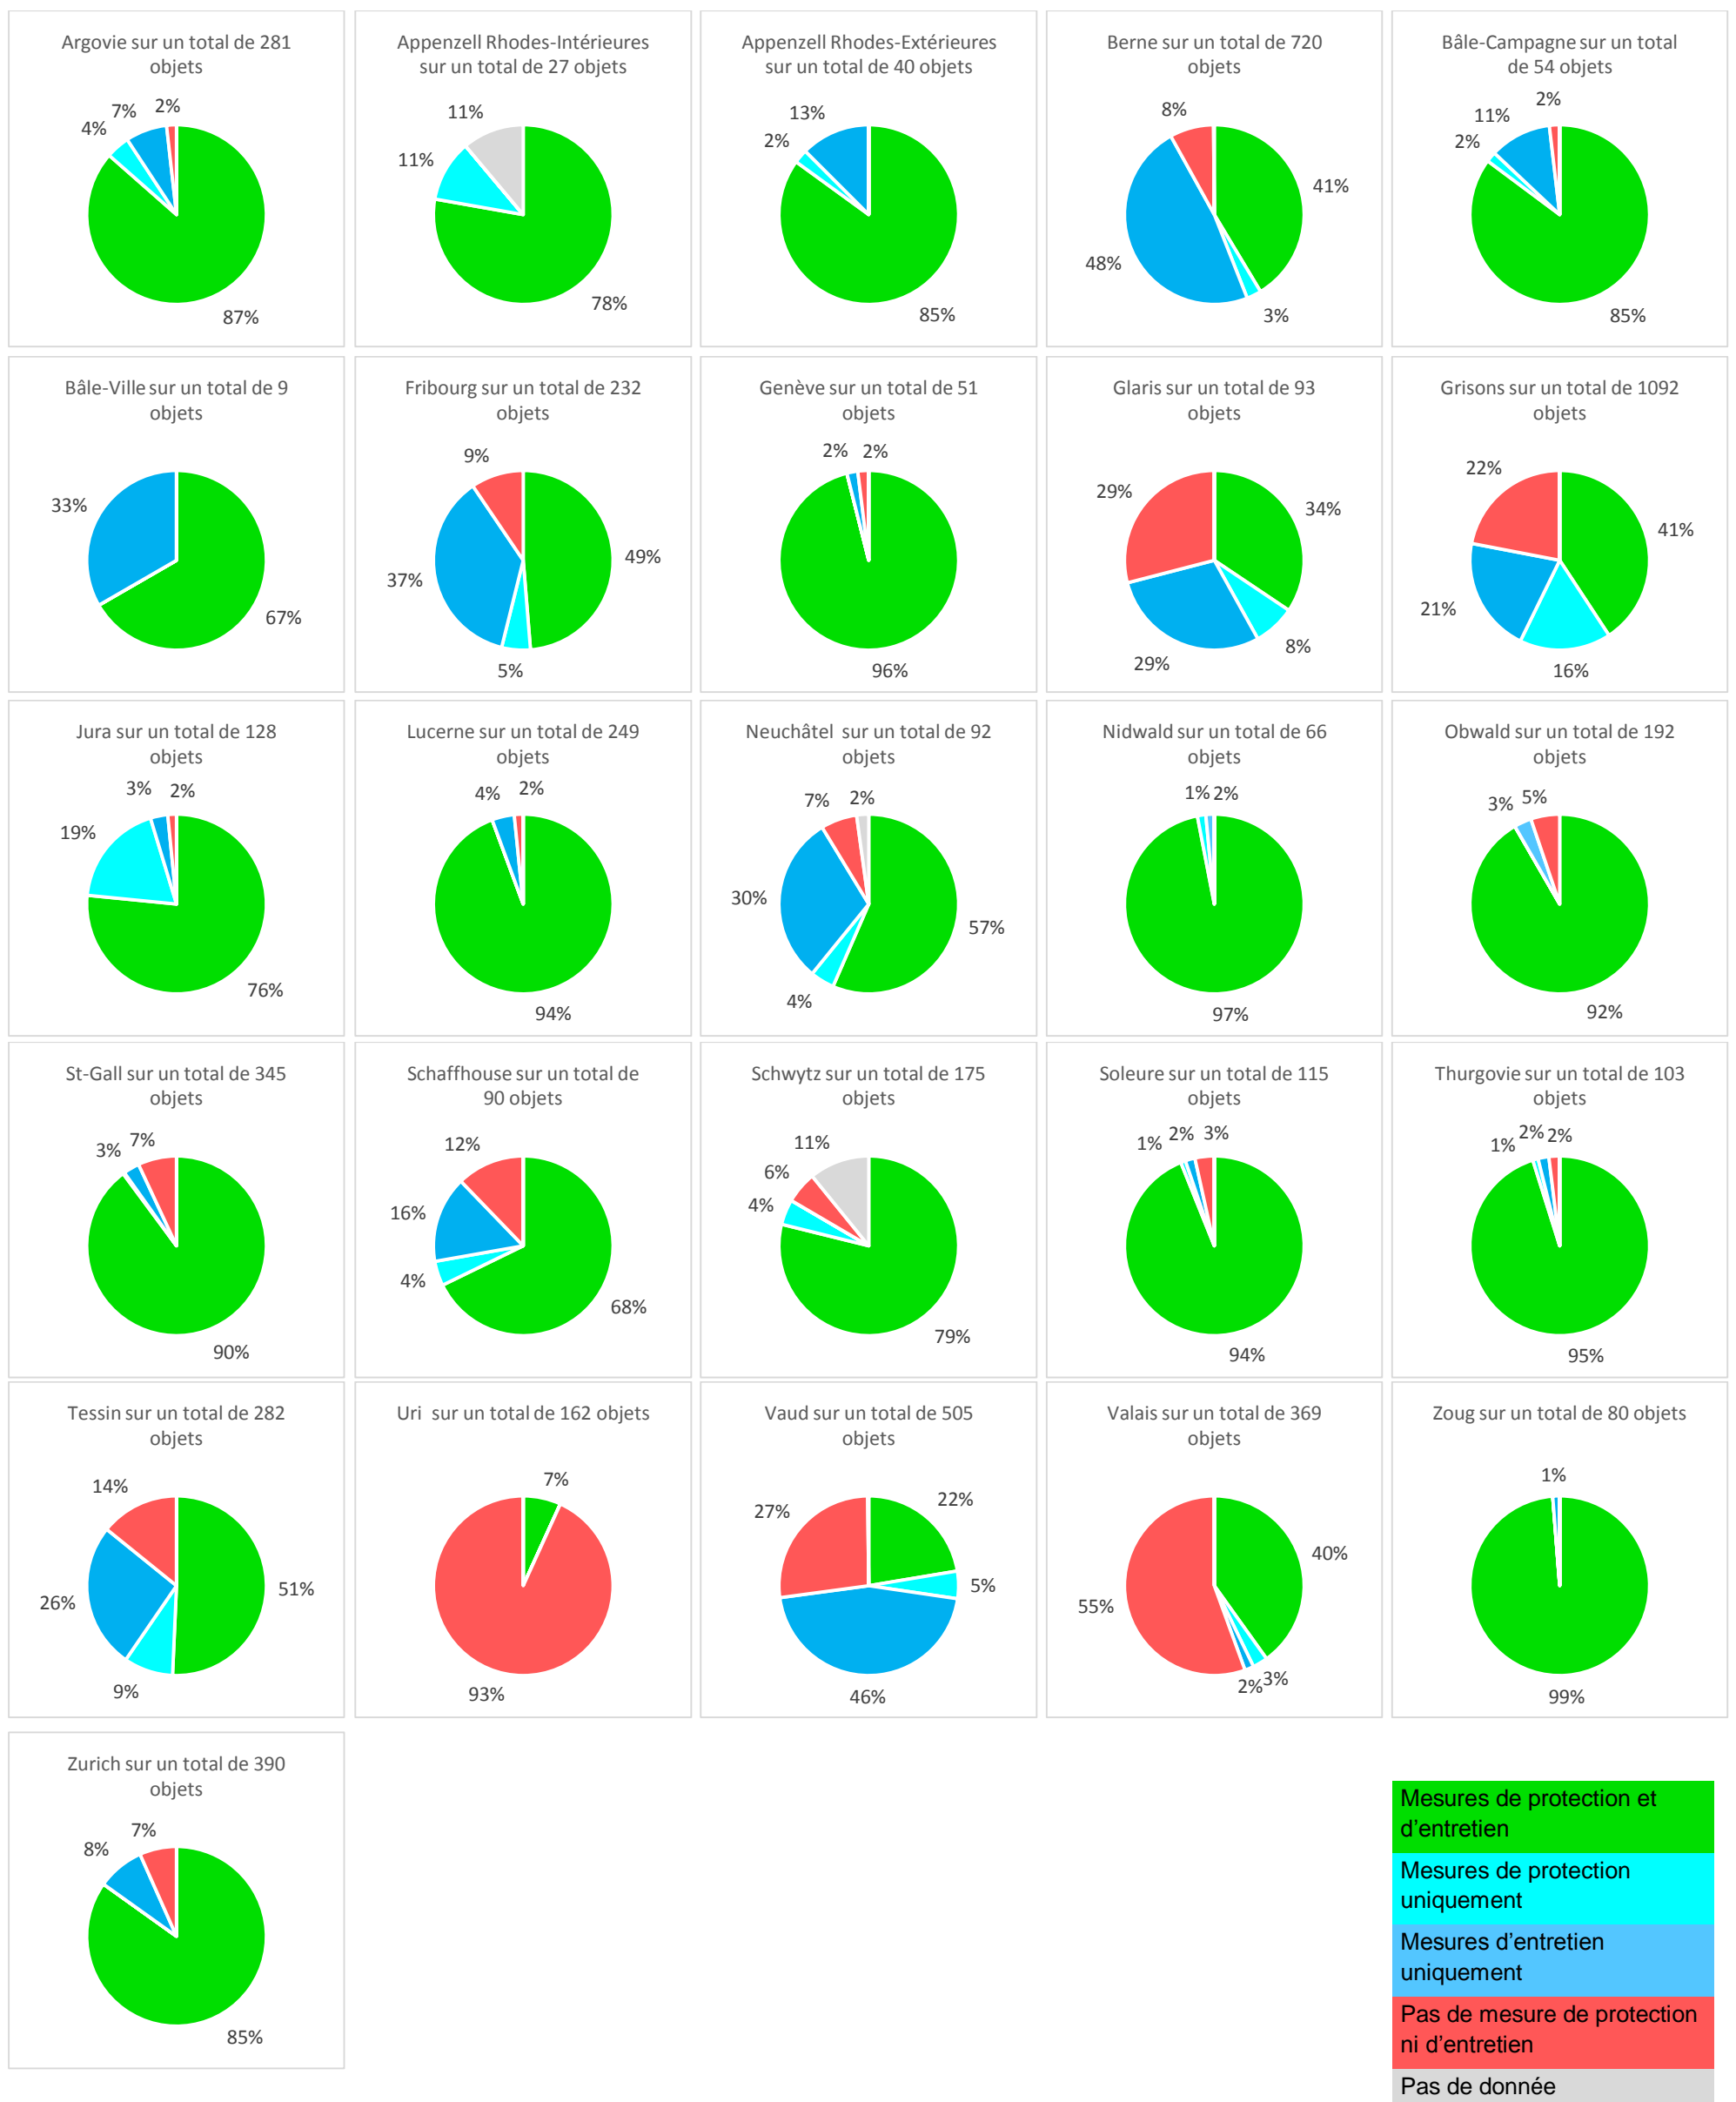 Argovie sur un total de 281
objets
7%
2%
4%
87%
Appenzell Rhodes-Intérieures
sur un total de 27 objets
11%
11%
78%
Appenzell Rhodes-Extérieures
sur un total de 40 objets
13%
2%
85%
Berne sur un total de 720
objets
8%
41%
48%
3%
Bâle-Campagne sur un total
de 54 objets
2%
11%
2%
85%
Bâle-Ville sur un total de 9
objets
33%
67%
Fribourg sur un total de 232
objets
9%
49%
37%
5%
Genève sur un total de 51
objets
2% 2%
96%
Glaris sur un total de 93
objets
29%
34%
29%
8%
Grisons sur un total de 1092
objets
22%
41%
21%
16%
Jura sur un total de 128
objets
3% 2%
19%
76%
Lucerne sur un total de 249
objets
4% 2%
94%
Neuchâtel sur un total de 92
objets
7% 2%
30%
57%
4%
Nidwald sur un total de 66
objets
1% 2%
97%
Obwald sur un total de 192
objets
3% 5%
92%
St-Gall sur un total de 345
objets
3% 7%
90%
Schaffhouse sur un total de
90 objets
12%
16%
4%
68%
Schwytz sur un total de 175
objets
11%
6%
4%
79%
Soleure sur un total de 115
objets
1% 2% 3%
94%
Thurgovie sur un total de 103
objets
1% 2% 2%
95%
Tessin sur un total de 282
objets
14%
51%
26%
9%
Uri sur un total de 162 objets
7%
93%
Vaud sur un total de 505
objets
27%
22%
5%
46%
Valais sur un total de 369
objets
40%
55%
2% 3%
Zoug sur un total de 80 objets
1%
99%
Zurich sur un total de 390
objets
7%
8%
85%
Mesures de protection et
d’entretien
Mesures de protection
uniquement
Mesures d’entretien
uniquement
Pas de mesure de protection
ni d’entretien
Pas de donnée